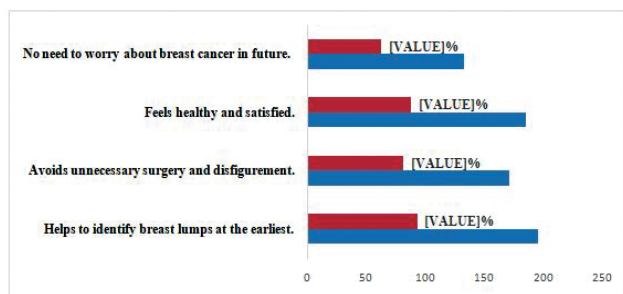 No need to worry about breast cancer in future.
[VALUE]%
Feels healthy and satisfied.
[VALUE]%
Avoids unnecessary surgery and disfigurement.
[VALUE]%
Helps to identify breast lumps at the earliest.
[VALUE]%
0 50 100 150 200 250